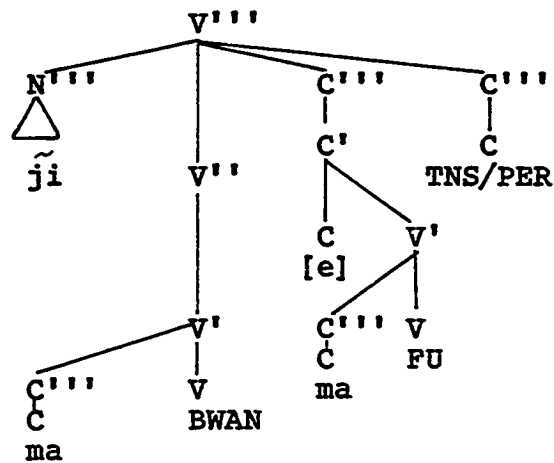 V'''
N''' C''' C'''
C' C
j̃i V'' TNS/PER
C V'
[e]
V' C''' V
C FU
C''' V ma
C BWAN
ma